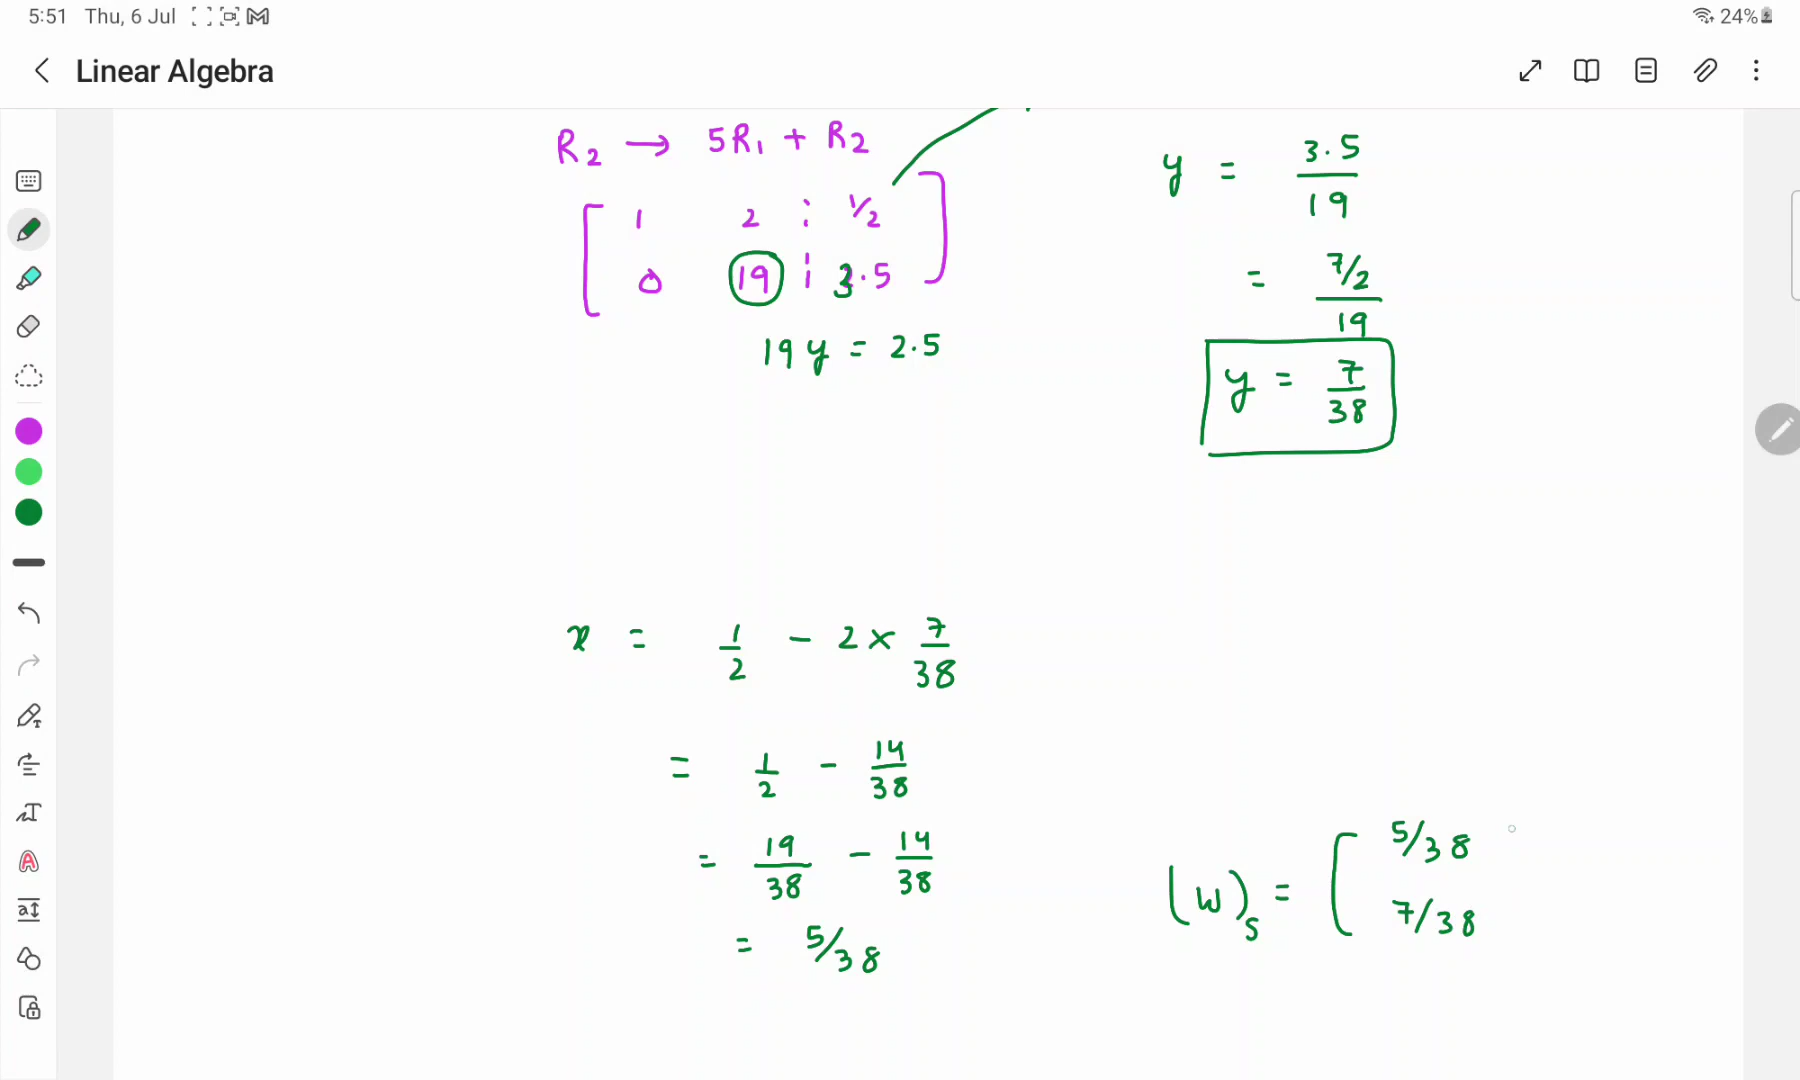 5:51 Thu, 6 Jul 24%
Linear Algebra
R₂ → 5R₁ + R₂
[ 1 2 : 1/2 ]
[ 0 19 : 3.5 ]
19y = 2.5
y = 3.5/19
= 7/2/19
y = 7/38
x = 1/2 - 2 × 7/38
= 1/2 - 14/38
= 19/38 - 14/38
= 5/38
(w)ₛ = [ 5/38
7/38